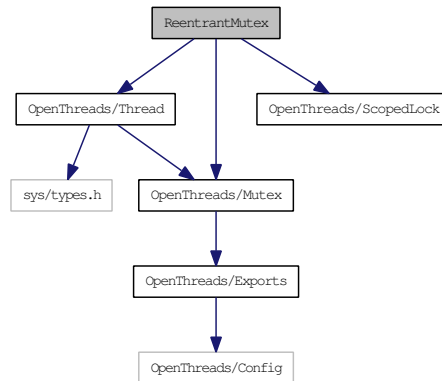 ReentrantMutex
OpenThreads/Thread
OpenThreads/ScopedLock
sys/types.h
OpenThreads/Mutex
OpenThreads/Exports
OpenThreads/Config